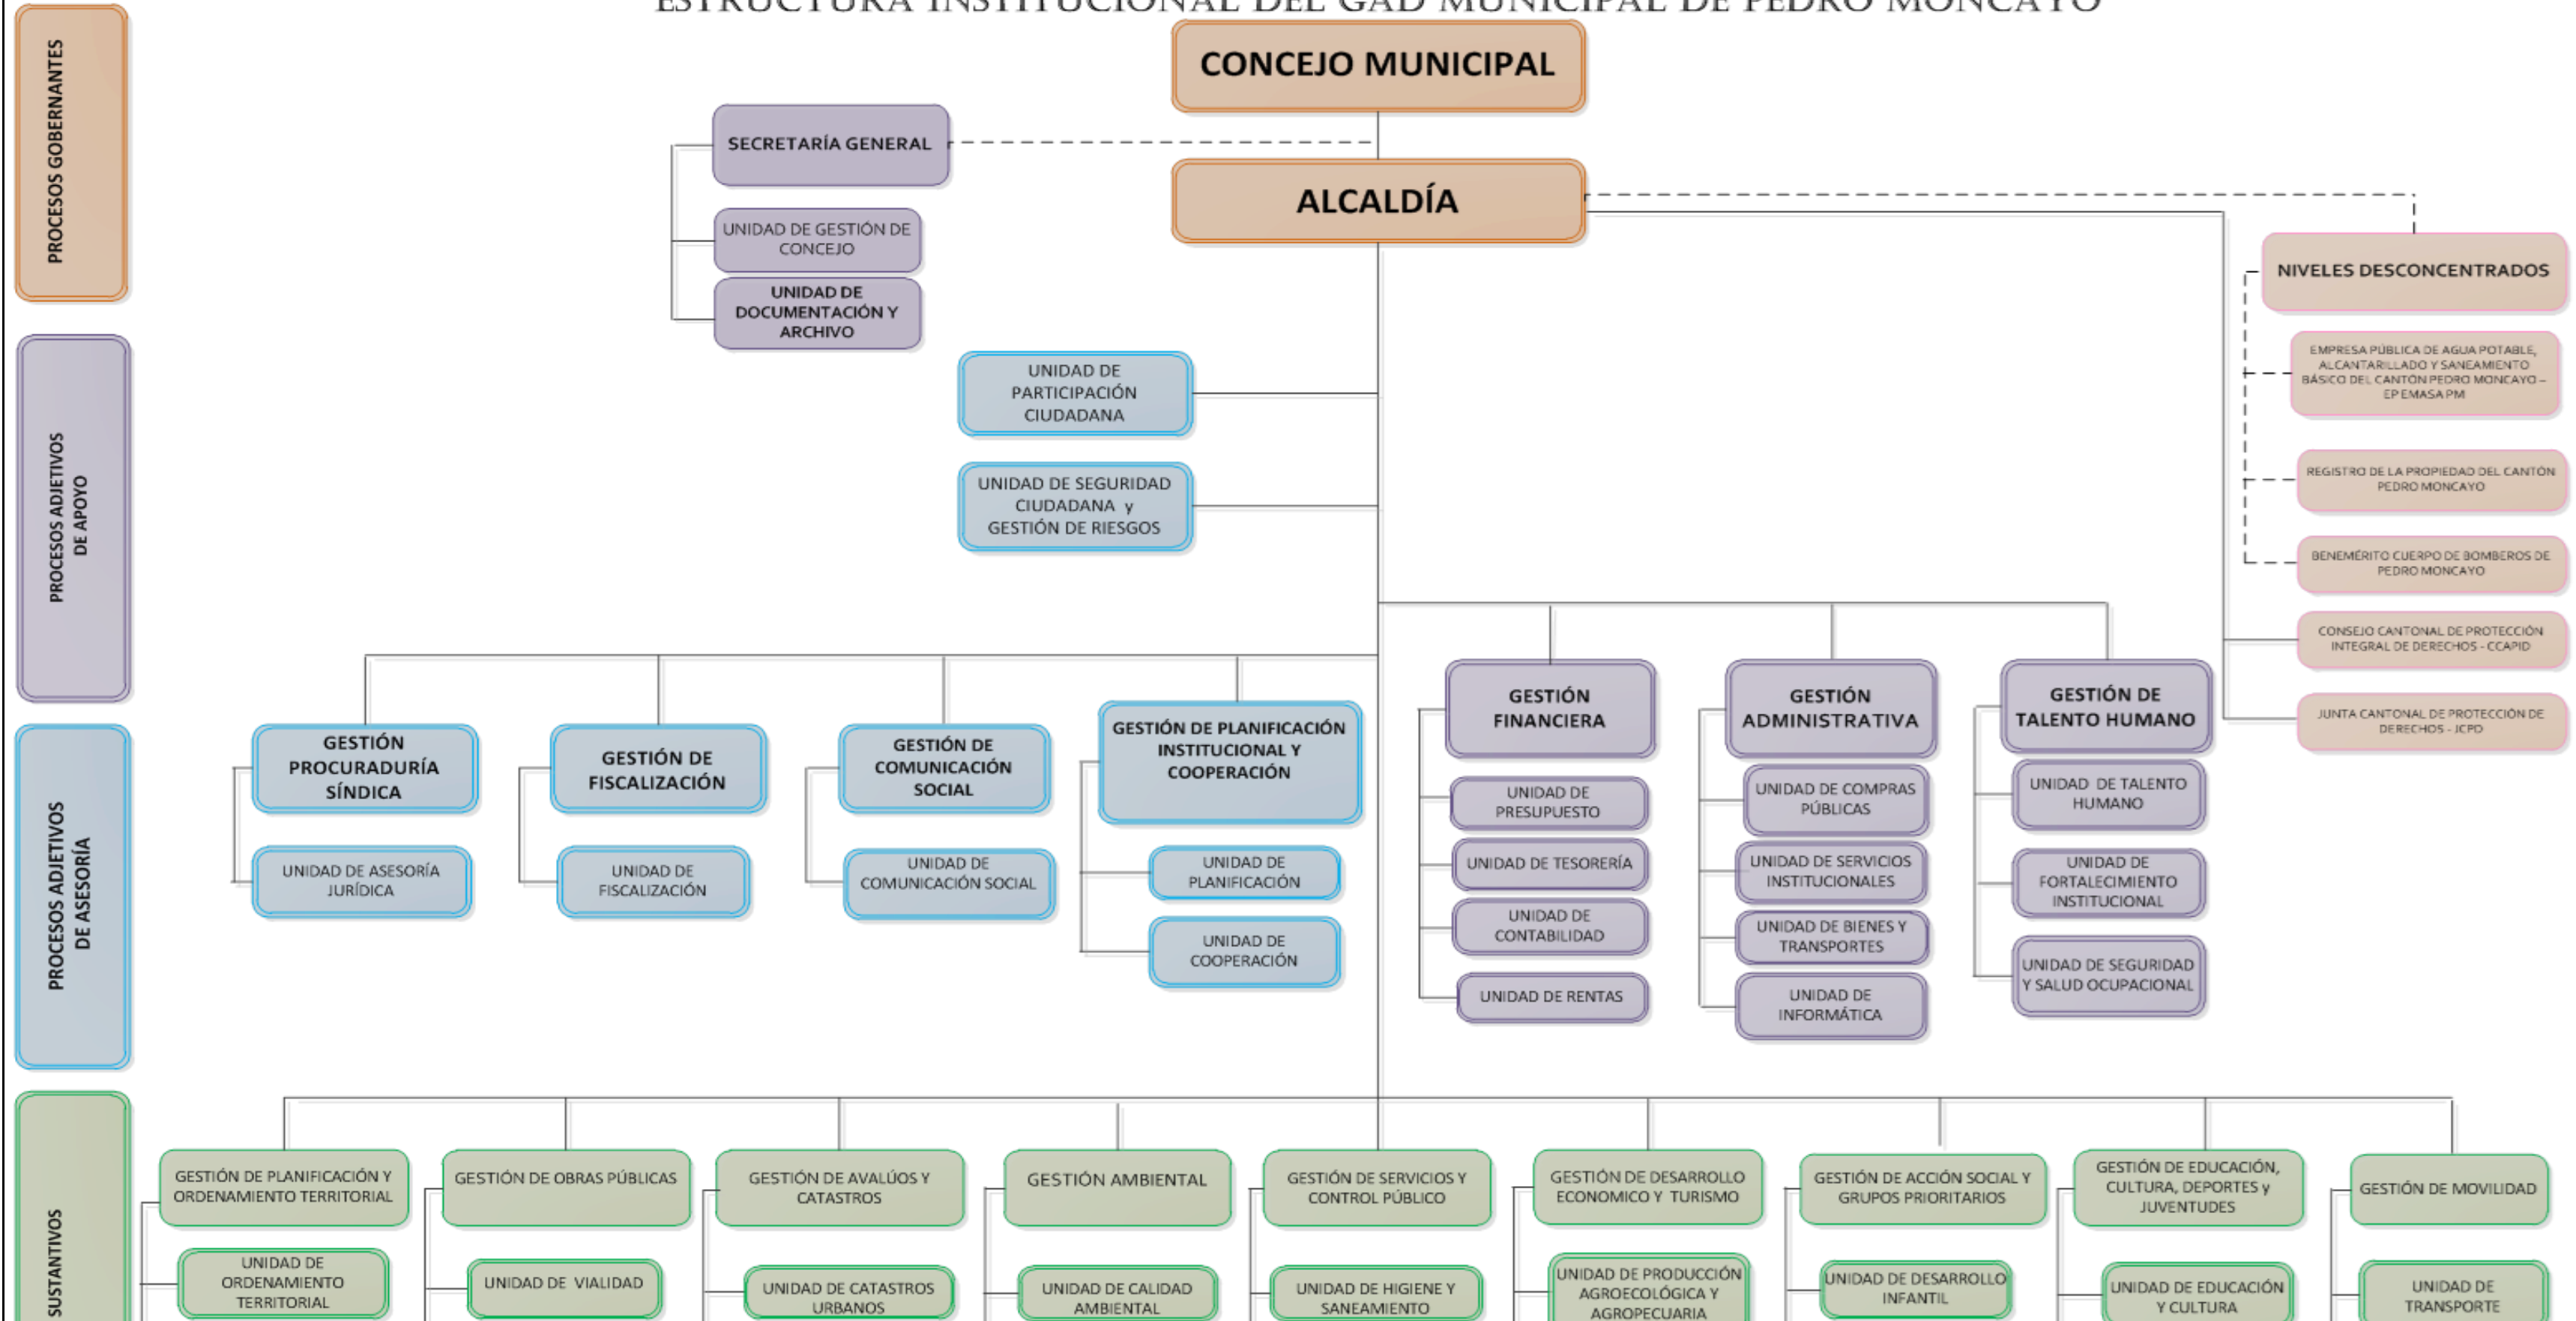 ESTRUCTURA INSTITUCIONAL DEL GAD MUNICIPAL DE PEDRO MONCAYO
PROCESOS GOBERNANTES
CONCEJO MUNICIPAL
SECRETARÍA GENERAL
ALCALDÍA
UNIDAD DE GESTIÓN DE
CONCEJO
UNIDAD DE
DOCUMENTACIÓN Y
ARCHIVO
NIVELES DESCONCENTRADOS
EMPRESA PÚBLICA DE AGUA POTABLE,
ALCANTARILLADO Y SANEAMIENTO
BÁSICO DEL CANTÓN PEDRO MONCAYO –
EP EMASA PM
REGISTRO DE LA PROPIEDAD DEL CANTÓN
PEDRO MONCAYO
BENEMÉRITO CUERPO DE BOMBEROS DE
PEDRO MONCAYO
CONSEJO CANTONAL DE PROTECCIÓN
INTEGRAL DE DERECHOS - CCAPID
JUNTA CANTONAL DE PROTECCIÓN DE
DERECHOS - JCPD
PROCESOS ADJETIVOS
DE APOYO
UNIDAD DE
PARTICIPACIÓN
CIUDADANA
UNIDAD DE SEGURIDAD
CIUDADANA y
GESTIÓN DE RIESGOS
PROCESOS ADJETIVOS
DE ASESORÍA
GESTIÓN
PROCURADURÍA
SÍNDICA
UNIDAD DE ASESORÍA
JURÍDICA
GESTIÓN DE
FISCALIZACIÓN
UNIDAD DE
FISCALIZACIÓN
GESTIÓN DE
COMUNICACIÓN
SOCIAL
UNIDAD DE
COMUNICACIÓN SOCIAL
GESTIÓN DE PLANIFICACIÓN
INSTITUCIONAL Y
COOPERACIÓN
UNIDAD DE
PLANIFICACIÓN
UNIDAD DE
COOPERACIÓN
GESTIÓN
FINANCIERA
UNIDAD DE
PRESUPUESTO
UNIDAD DE TESORERÍA
UNIDAD DE
CONTABILIDAD
UNIDAD DE RENTAS
GESTIÓN
ADMINISTRATIVA
UNIDAD DE COMPRAS
PÚBLICAS
UNIDAD DE SERVICIOS
INSTITUCIONALES
UNIDAD DE BIENES Y
TRANSPORTES
UNIDAD DE
INFORMÁTICA
GESTIÓN DE
TALENTO HUMANO
UNIDAD DE TALENTO
HUMANO
UNIDAD DE
FORTALECIMIENTO
INSTITUCIONAL
UNIDAD DE SEGURIDAD
Y SALUD OCUPACIONAL
SUSTANTIVOS
GESTIÓN DE PLANIFICACIÓN Y
ORDENAMIENTO TERRITORIAL
UNIDAD DE
ORDENAMIENTO
TERRITORIAL
GESTIÓN DE OBRAS PÚBLICAS
UNIDAD DE VIALIDAD
GESTIÓN DE AVALÚOS Y
CATASTROS
UNIDAD DE CATASTROS
URBANOS
GESTIÓN AMBIENTAL
UNIDAD DE CALIDAD
AMBIENTAL
GESTIÓN DE SERVICIOS Y
CONTROL PÚBLICO
UNIDAD DE HIGIENE Y
SANEAMIENTO
GESTIÓN DE DESARROLLO
ECONOMICO Y TURISMO
UNIDAD DE PRODUCCIÓN
AGROECOLÓGICA Y
AGROPECUARIA
GESTIÓN DE ACCIÓN SOCIAL Y
GRUPOS PRIORITARIOS
UNIDAD DE DESARROLLO
INFANTIL
GESTIÓN DE EDUCACIÓN,
CULTURA, DEPORTES y
JUVENTUDES
UNIDAD DE EDUCACIÓN
Y CULTURA
GESTIÓN DE MOVILIDAD
UNIDAD DE
TRANSPORTE